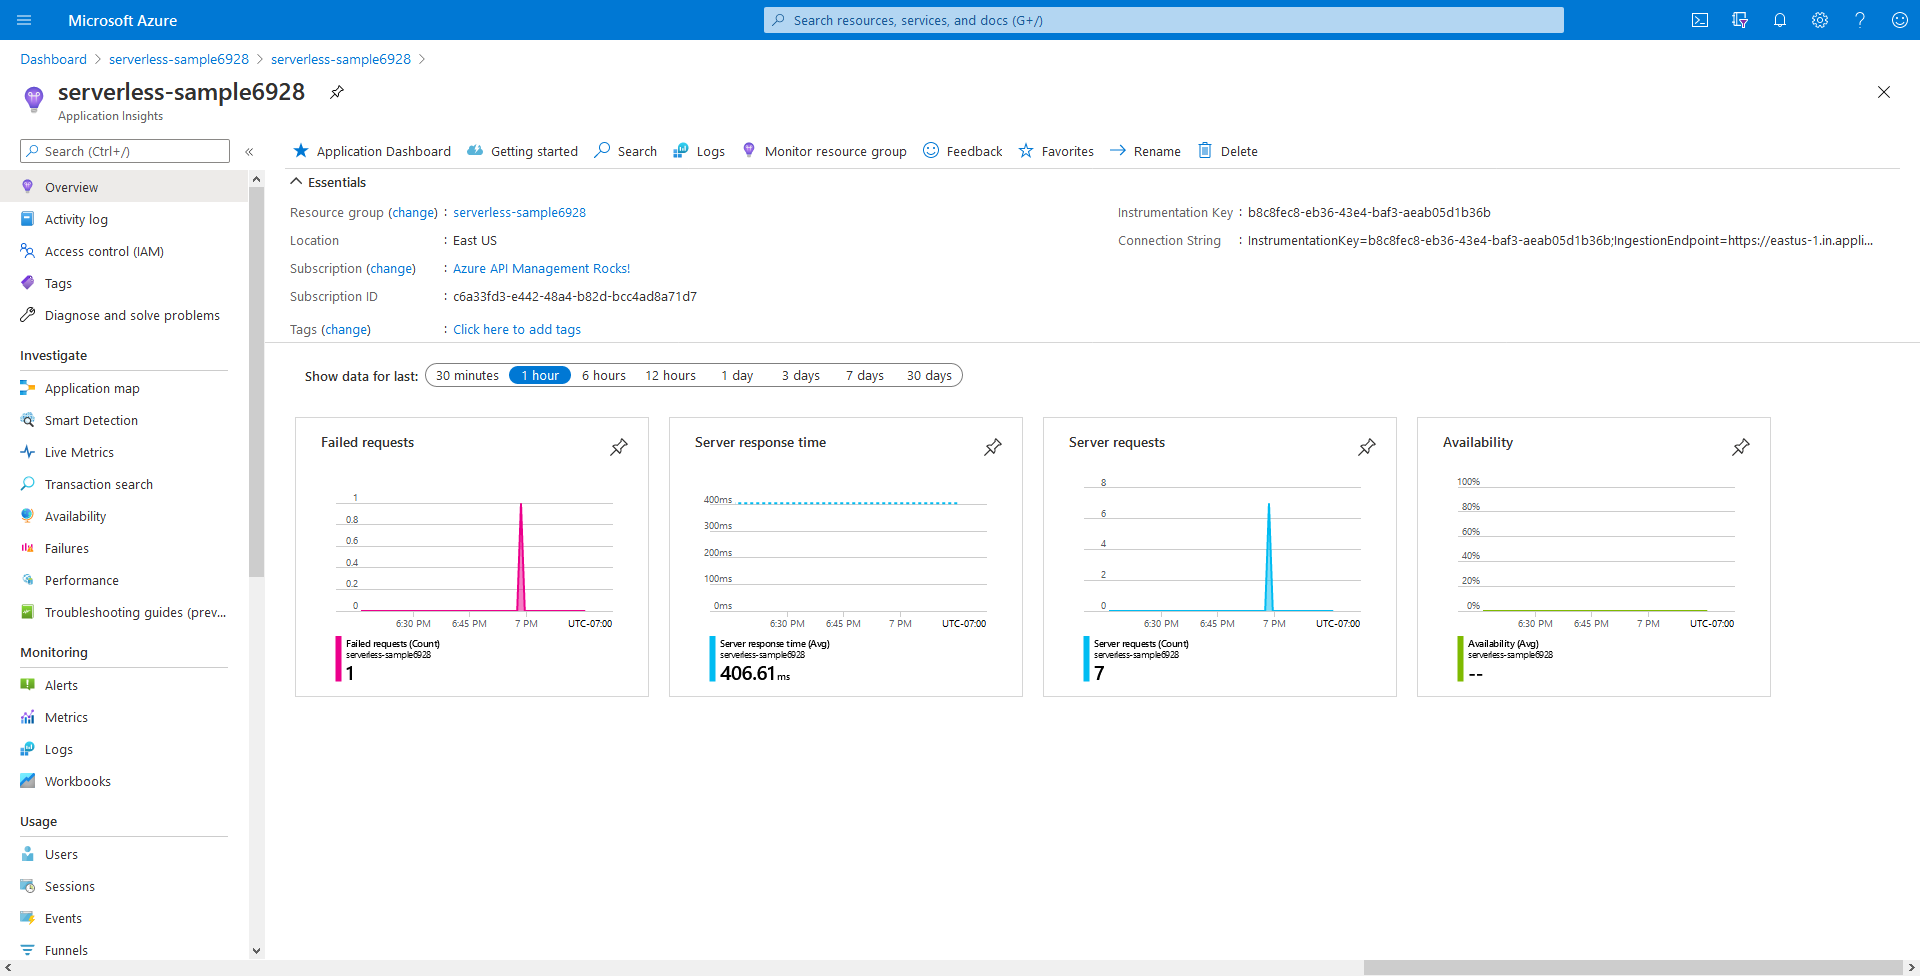 Microsoft Azure
Search resources, services, and docs (G+/)
Dashboard > serverless-sample6928 > serverless-sample6928 >
serverless-sample6928
Application Insights
Search (Ctrl+/)
«
Overview
Activity log
Access control (IAM)
Tags
Diagnose and solve problems
Investigate
Application map
Smart Detection
Live Metrics
Transaction search
Availability
Failures
Performance
Troubleshooting guides (prev...
Monitoring
Alerts
Metrics
Logs
Workbooks
Usage
Users
Sessions
Events
Funnels
Application Dashboard Getting started Search Logs Monitor resource group Feedback Favorites Rename Delete
Essentials
Resource group (change) : serverless-sample6928
Location : East US
Subscription (change) : Azure API Management Rocks!
Subscription ID : c6a33fd3-e442-48a4-b82d-bcc4ad8a71d7
Tags (change) : Click here to add tags
Instrumentation Key : b8c8fec8-eb36-43e4-baf3-aeab05d1b36b
Connection String : InstrumentationKey=b8c8fec8-eb36-43e4-baf3-aeab05d1b36b;IngestionEndpoint=https://eastus-1.in.appli...
Show data for last: 30 minutes 1 hour 6 hours 12 hours 1 day 3 days 7 days 30 days
Failed requests
1
0.8
0.6
0.4
0.2
0
6:30 PM 6:45 PM 7 PM UTC-07:00
Failed requests (Count)
serverless-sample6928
1
Server response time
400ms
300ms
200ms
100ms
0ms
6:30 PM 6:45 PM 7 PM UTC-07:00
Server response time (Avg)
serverless-sample6928
406.61 ms
Server requests
8
6
4
2
0
6:30 PM 6:45 PM 7 PM UTC-07:00
Server requests (Count)
serverless-sample6928
7
Availability
100%
80%
60%
40%
20%
0%
6:30 PM 6:45 PM 7 PM UTC-07:00
Availability (Avg)
serverless-sample6928
--